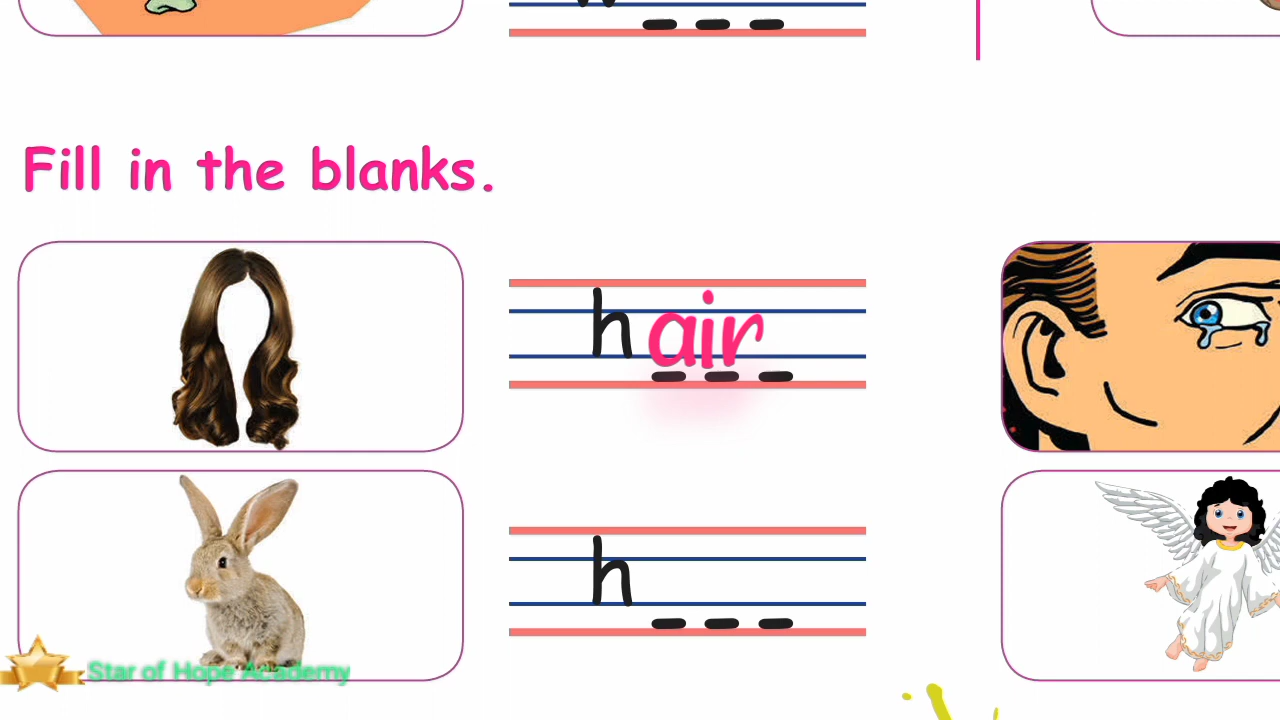 Fill in the blanks.
hair
h _ _ _
Star of Hope Academy